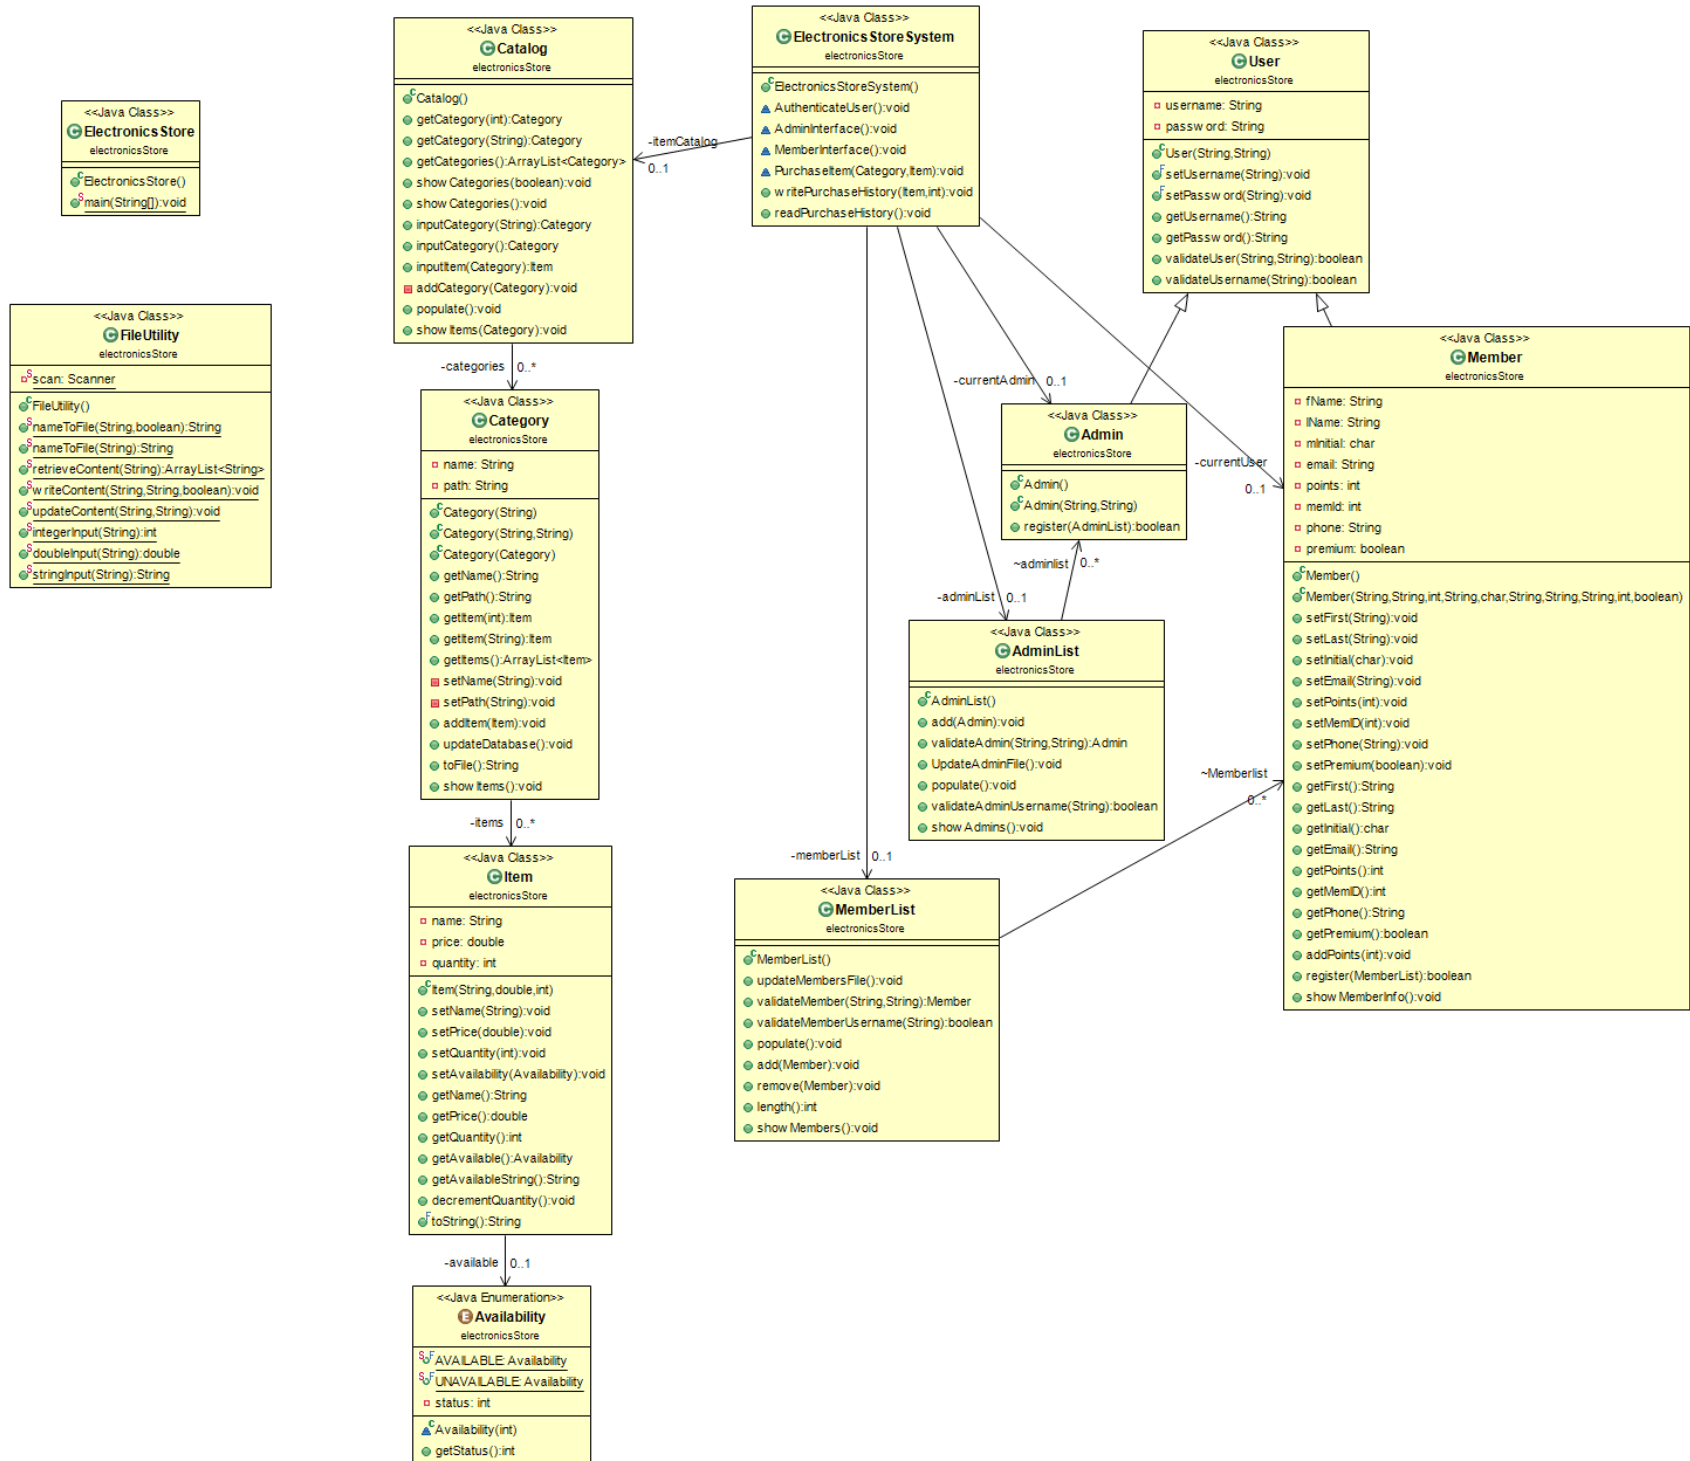 <<Java Class>>
ElectronicsStore
electronicsStore
ElectronicsStore()
main(String[]):void
<<Java Class>>
FileUtility
electronicsStore
scan: Scanner
FileUtility()
nameToFile(String,boolean):String
nameToFile(String):String
retrieveContent(String):ArrayList<String>
writeContent(String,String,boolean):void
updateContent(String,String):void
integerInput(String):int
doubleInput(String):double
stringInput(String):String
<<Java Class>>
Catalog
electronicsStore
Catalog()
getCategory(int):Category
getCategory(String):Category
getCategories():ArrayList<Category>
showCategories(boolean):void
showCategories():void
inputCategory(String):Category
inputCategory():Category
inputItem(Category):Item
addCategory(Category):void
populate():void
showItems(Category):void
-categories
0..*
<<Java Class>>
Category
electronicsStore
name: String
path: String
Category(String)
Category(String,String)
Category(Category)
getName():String
getPath():String
getItem(int):Item
getItem(String):Item
getItems():ArrayList<Item>
setName(String):void
setPath(String):void
addItem(Item):void
updateDatabase():void
toFile():String
showItems():void
-items
0..*
<<Java Class>>
Item
electronicsStore
name: String
price: double
quantity: int
Item(String,double,int)
setName(String):void
setPrice(double):void
setQuantity(int):void
setAvailability(Availability):void
getName():String
getPrice():double
getQuantity():int
getAvailable():Availability
getAvailableString():String
decrementQuantity():void
toString():String
-available
0..1
<<Java Enumeration>>
Availability
electronicsStore
AVAILABLE: Availability
UNAVAILABLE: Availability
status: int
Availability(int)
getStatus():int
<<Java Class>>
ElectronicsStoreSystem
electronicsStore
ElectronicsStoreSystem()
AuthenticateUser():void
AdminInterface():void
MemberInterface():void
PurchaseItem(Category,Item):void
writePurchaseHistory(Item,int):void
readPurchaseHistory():void
-itemCatalog
0..1
-currentAdmin
0..1
-currentUser
0..1
-adminList
0..1
-memberList
0..1
<<Java Class>>
User
electronicsStore
username: String
password: String
User(String,String)
setUsername(String):void
setPassword(String):void
getUsername():String
getPassword():String
validateUser(String,String):boolean
validateUsername(String):boolean
<<Java Class>>
Admin
electronicsStore
Admin()
Admin(String,String)
register(AdminList):boolean
~adminlist
0..*
<<Java Class>>
AdminList
electronicsStore
AdminList()
add(Admin):void
validateAdmin(String,String):Admin
UpdateAdminFile():void
populate():void
validateAdminUsername(String):boolean
showAdmins():void
<<Java Class>>
MemberList
electronicsStore
MemberList()
updateMembersFile():void
validateMember(String,String):Member
validateMemberUsername(String):boolean
populate():void
add(Member):void
remove(Member):void
length():int
showMembers():void
~Memberlist
0..*
<<Java Class>>
Member
electronicsStore
fName: String
lName: String
mInitial: char
email: String
points: int
memId: int
phone: String
premium: boolean
Member()
Member(String,String,int,String,char,String,String,String,int,boolean)
setFirst(String):void
setLast(String):void
setInitial(char):void
setEmail(String):void
setPoints(int):void
setMemID(int):void
setPhone(String):void
setPremium(boolean):void
getFirst():String
getLast():String
getInitial():char
getEmail():String
getPoints():int
getMemID():int
getPhone():String
getPremium():boolean
addPoints(int):void
register(MemberList):boolean
showMemberInfo():void